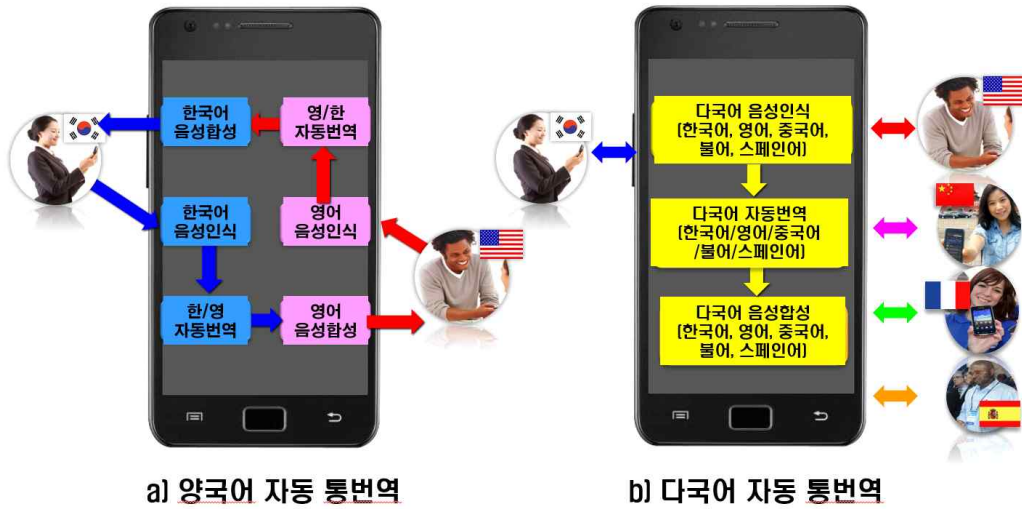 한국어
음성합성
영/한
자동번역
한국어
음성인식
영어
음성인식
한/영
자동번역
영어
음성합성
a) 양국어 자동 통번역
다국어 음성인식
(한국어, 영어, 중국어,
불어, 스페인어)
다국어 자동번역
(한국어/영어/중국어
/불어/스페인어)
다국어 음성합성
(한국어, 영어, 중국어,
불어, 스페인어)
b) 다국어 자동 통번역